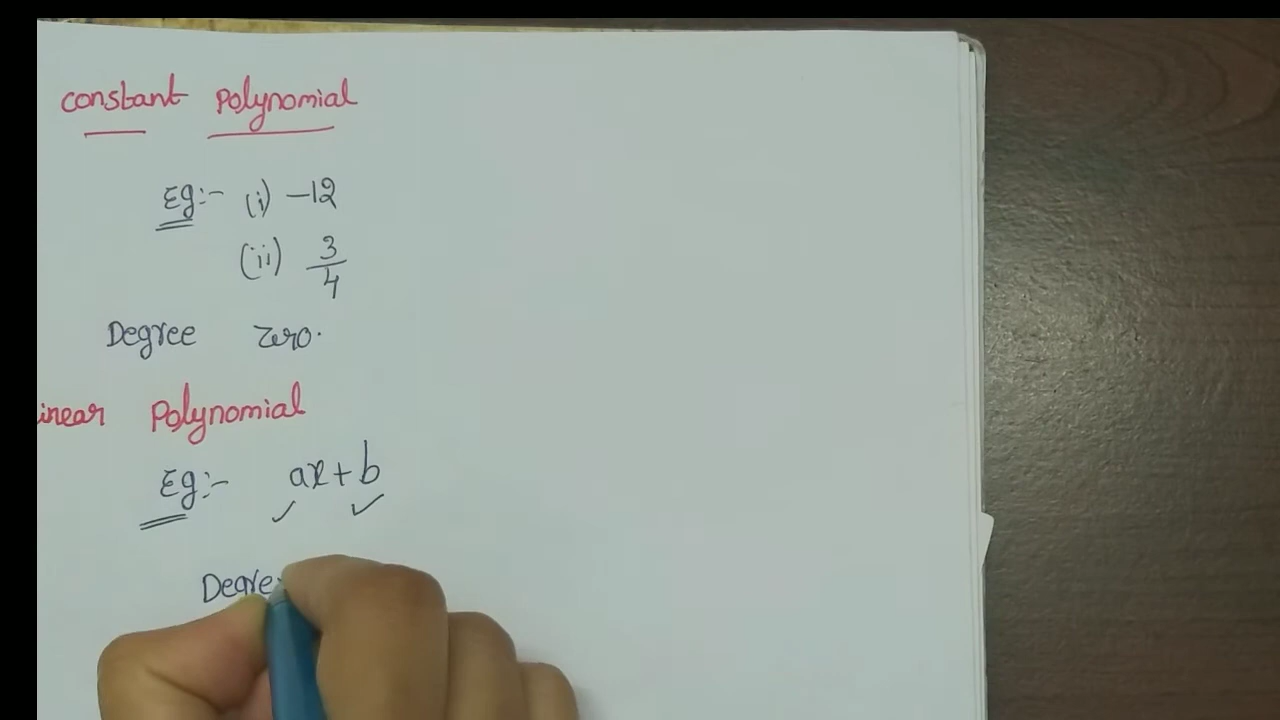 constant Polynomial
Eg:- (i) -12
(ii) 3/4
Degree zero.
inear Polynomial
Eg:- ax+b
Degre